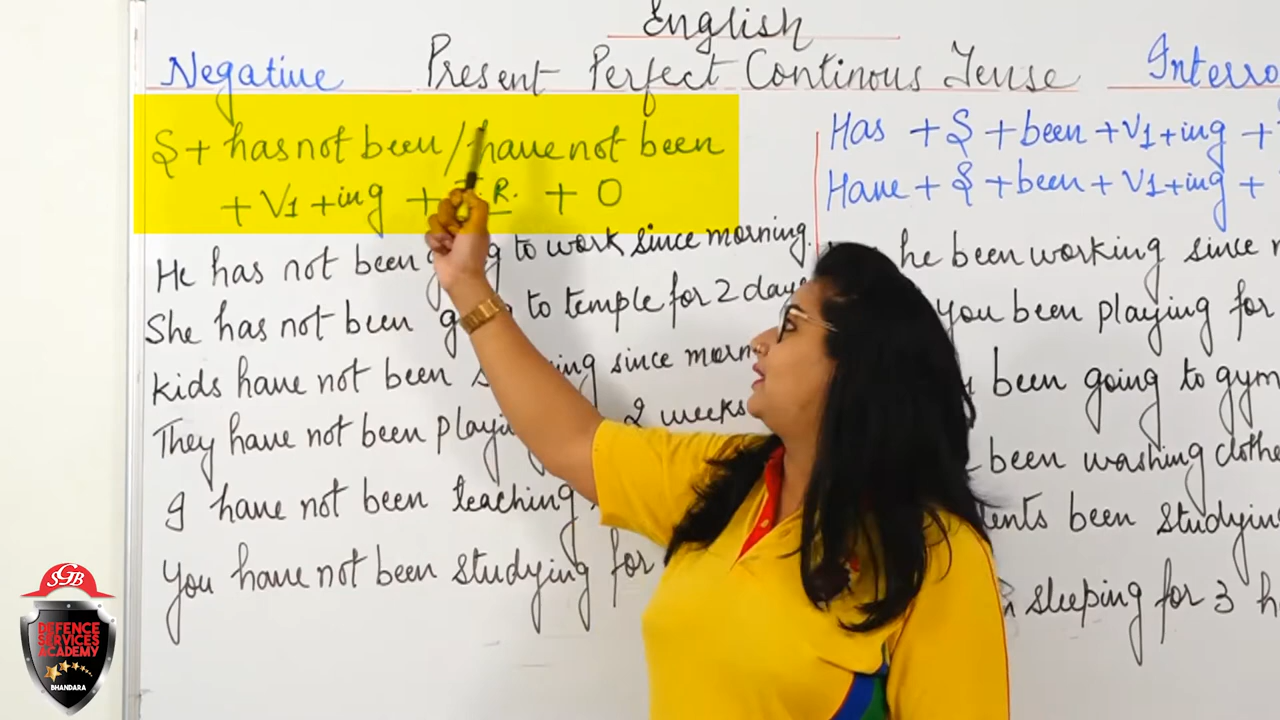 English
Negative Present Perfect Continous Tense Interro
S + has not been / have not been
+ V1 + ing + R. + O
He has not been to work since morning.
She has not been to temple for 2 days
Kids have not been since morn
They have not been playi 2 weeks
I have not been teaching
You have not been studying for
Has + S + been + V1 + ing +
Have + S + been + V1 + ing +
he been working since
you been playing for
been going to gym
been washing clothe
ents been studying
sleeping for 3 h
SGB
DEFENCE
SERVICES
ACADEMY
BHANDARA